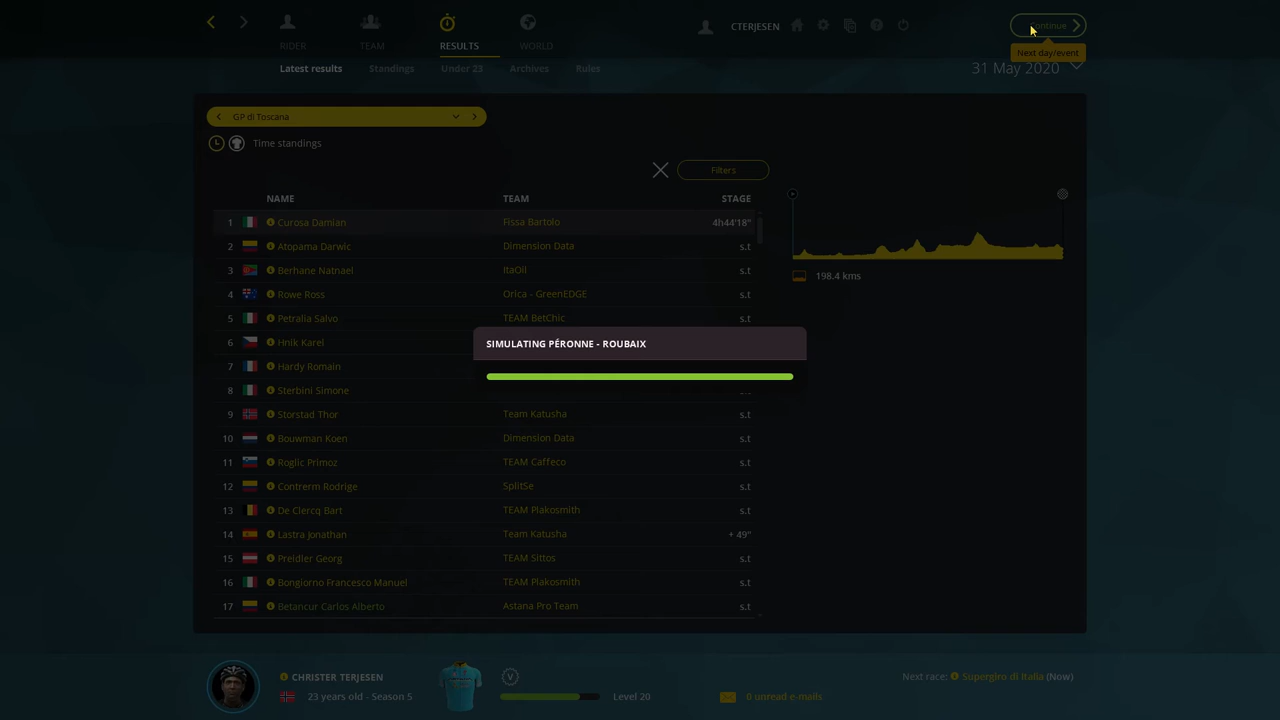 RIDER
TEAM
RESULTS
WORLD
CTERJESEN
Continue
Next day/event
Latest results
Standings
Under 23
Archives
Rules
31 May 2020
GP di Toscana
Time standings
Filters
NAME TEAM STAGE
1 Curosa Damian Fissa Bartolo 4h44'18"
2 Atopama Darwic Dimension Data s.t
3 Berhane Natnael ItaOil s.t
4 Rowe Ross Orica - GreenEDGE s.t
5 Petralia Salvo TEAM BetChic s.t
6 Hnik Karel
7 Hardy Romain
8 Sterbini Simone
9 Storstad Thor Team Katusha s.t
10 Bouwman Koen Dimension Data s.t
11 Roglic Primoz TEAM Caffeco s.t
12 Contrerm Rodrige SplitSe s.t
13 De Clercq Bart TEAM Plakosmith s.t
14 Lastra Jonathan Team Katusha + 49"
15 Preidler Georg TEAM Sittos s.t
16 Bongiorno Francesco Manuel TEAM Plakosmith s.t
17 Betancur Carlos Alberto Astana Pro Team s.t
198.4 kms
SIMULATING PÉRONNE - ROUBAIX
CHRISTER TERJESEN
23 years old - Season 5
V
Level 20
0 unread e-mails
Next race: Supergiro di Italia (Now)